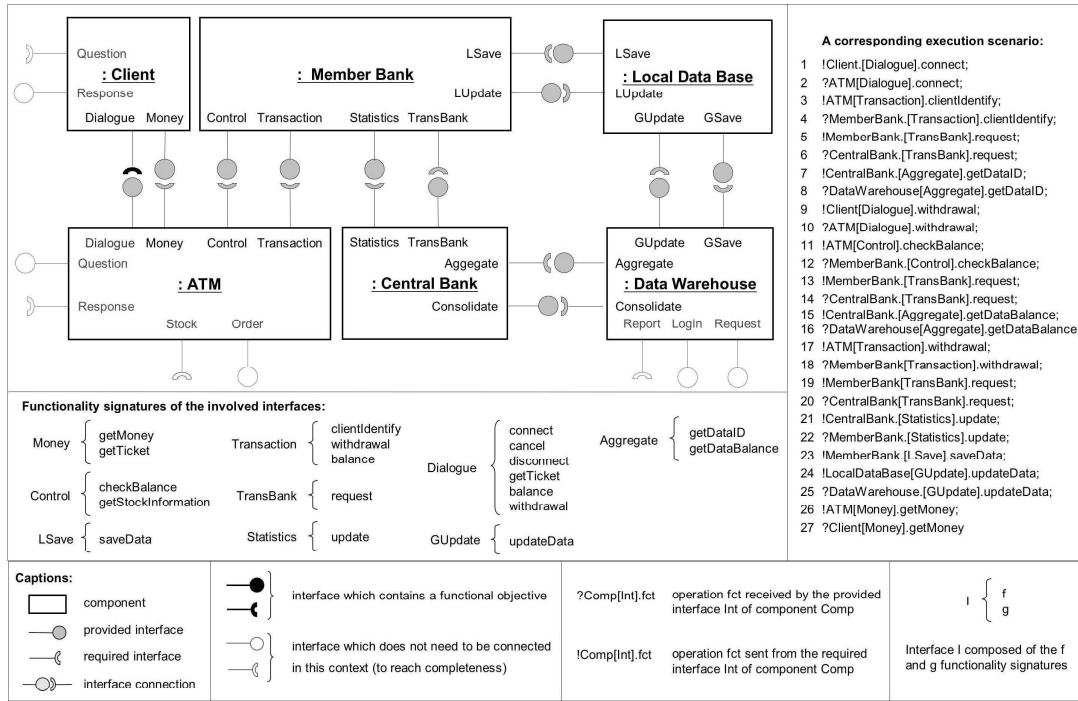 Question
: Client
Response
Dialogue Money
LSave
: Member Bank
LUpdate
Control Transaction Statistics TransBank
LSave
: Local Data Base
LUpdate
GUpdate GSave
Dialogue Money Control Transaction
Question
: ATM
Response
Stock Order
Statistics TransBank
Aggegate
: Central Bank
Consolidate
GUpdate GSave
Aggregate
: Data Warehouse
Consolidate
Report Login Request
A corresponding execution scenario:
1 !Client.[Dialogue].connect;
2 ?ATM[Dialogue].connect;
3 !ATM[Transaction].clientIdentify;
4 ?MemberBank.[Transaction].clientIdentify;
5 !MemberBank.[TransBank].request;
6 ?CentralBank.[TransBank].request;
7 !CentralBank.[Aggregate].getDataID;
8 ?DataWarehouse[Aggregate].getDataID;
9 !Client[Dialogue].withdrawal;
10 ?ATM[Dialogue].withdrawal;
11 !ATM[Control].checkBalance;
12 ?MemberBank.[Control].checkBalance;
13 !MemberBank.[TransBank].request;
14 ?CentralBank.[TransBank].request;
15 !CentralBank.[Aggregate].getDataBalance;
16 ?DataWarehouse[Aggregate].getDataBalance
17 !ATM[Transaction].withdrawal;
18 ?MemberBank[Transaction].withdrawal;
19 !MemberBank[TransBank].request;
20 ?CentralBank[TransBank].request;
21 !CentralBank.[Statistics].update;
22 ?MemberBank.[Statistics].update;
23 !MemberBank.[LSave].saveData;
24 !LocalDataBase[GUpdate].updateData;
25 ?DataWarehouse.[GUpdate].updateData;
26 !ATM[Money].getMoney;
27 ?Client[Money].getMoney
Functionality signatures of the involved interfaces:
Money
getMoney
getTicket
Control
checkBalance
getStockInformation
LSave
saveData
Transaction
clientIdentify
withdrawal
balance
TransBank
request
Statistics
update
Dialogue
connect
cancel
disconnect
getTicket
balance
withdrawal
GUpdate
updateData
Aggregate
getDataID
getDataBalance
Captions:
component
provided interface
required interface
interface connection
interface which contains a functional objective
interface which does not need to be connected
in this context (to reach completeness)
?Comp[Int].fct operation fct received by the provided
interface Int of component Comp
!Comp[Int].fct operation fct sent from the required
interface Int of component Comp
I
f
g
Interface I composed of the f
and g functionality signatures